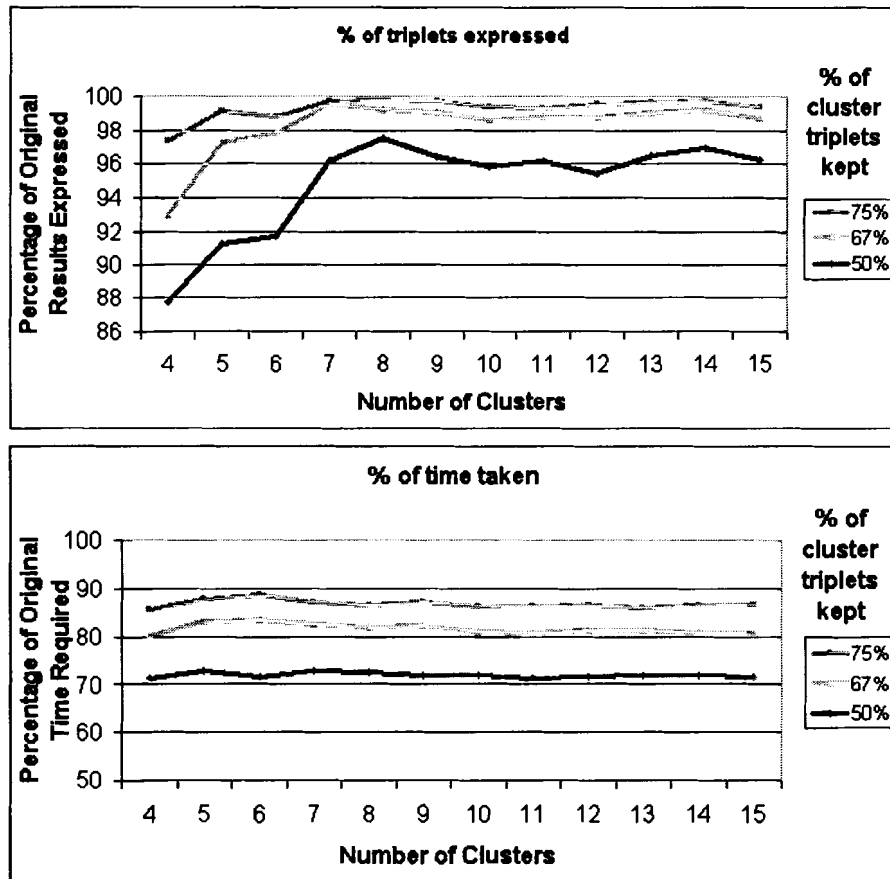 % of triplets expressed
Percentage of Original
Results Expressed
100
98
96
94
92
90
88
86
4 5 6 7 8 9 10 11 12 13 14 15
Number of Clusters
% of
cluster
triplets
kept
75%
67%
50%
% of time taken
Percentage of Original
Time Required
100
90
80
70
60
50
4 5 6 7 8 9 10 11 12 13 14 15
Number of Clusters
% of
cluster
triplets
kept
75%
67%
50%